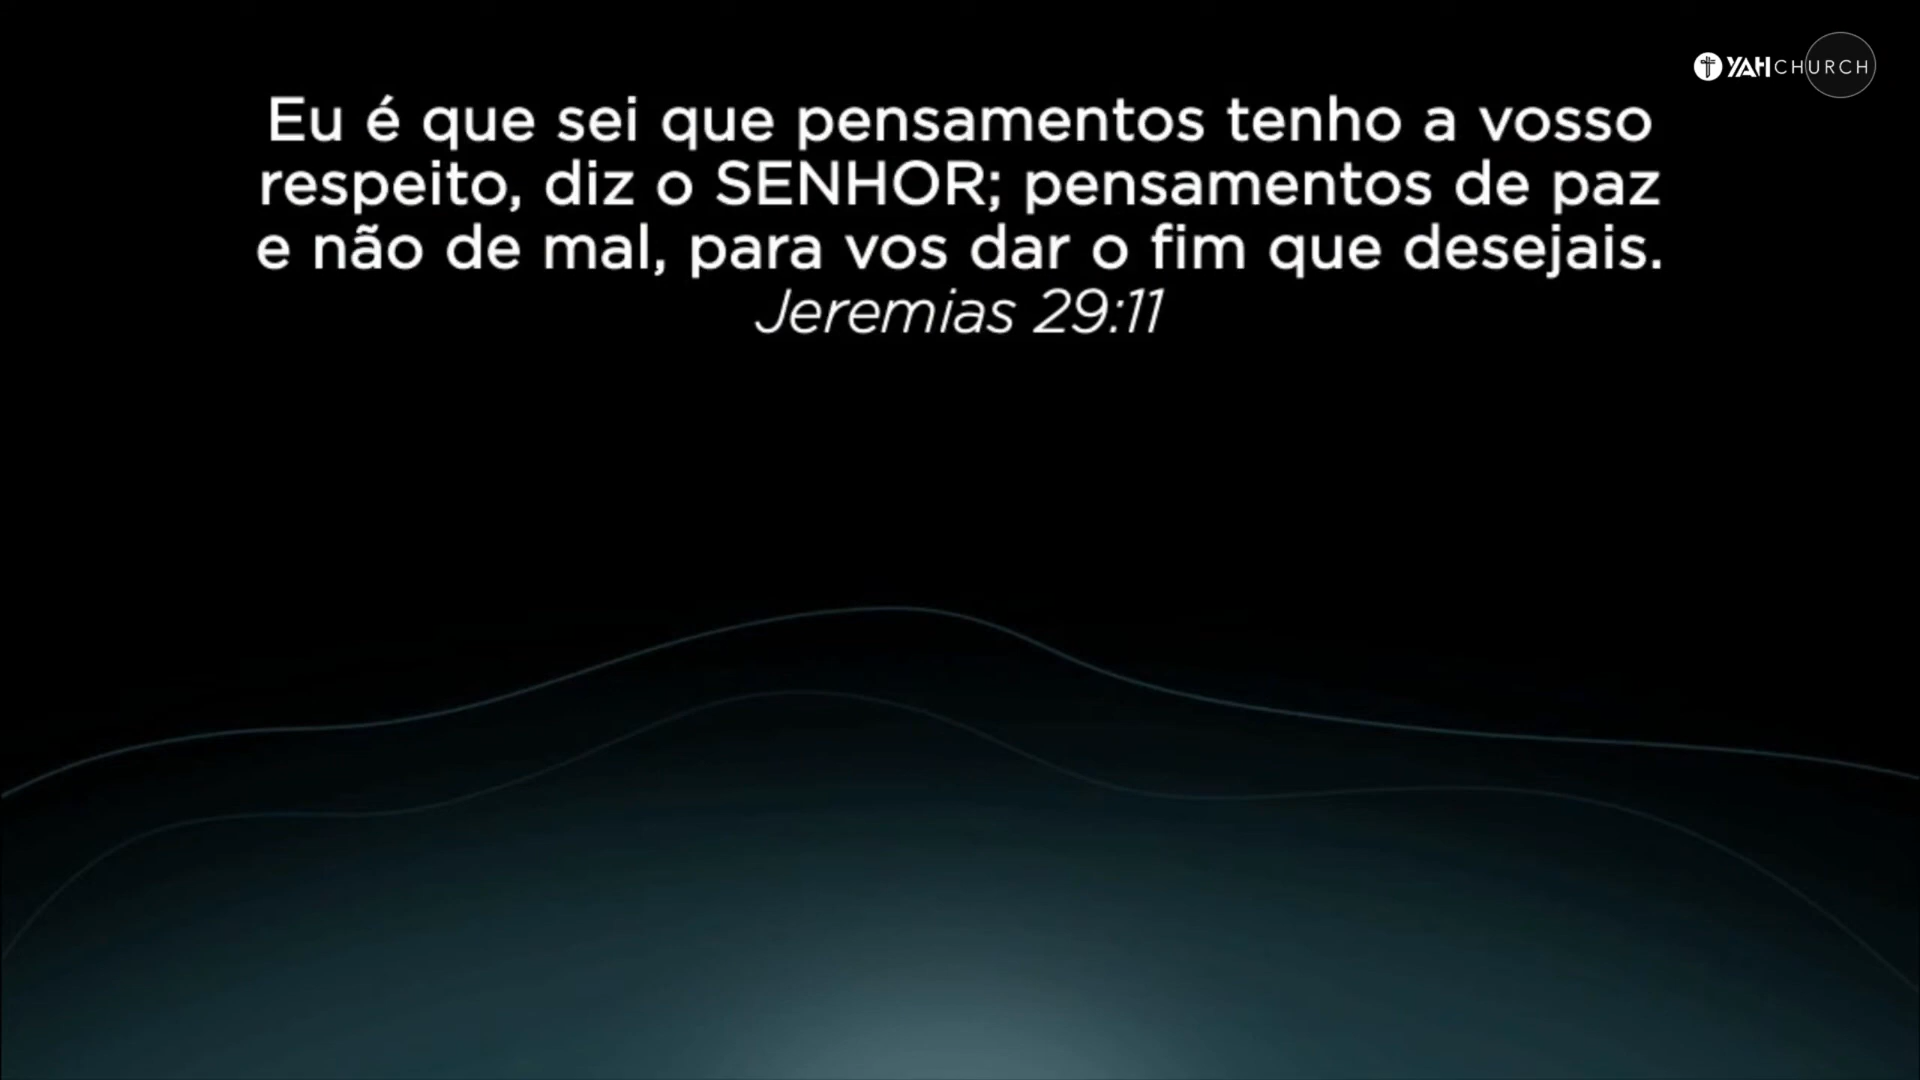 YAH CHURCH
Eu é que sei que pensamentos tenho a vosso
respeito, diz o SENHOR; pensamentos de paz
e não de mal, para vos dar o fim que desejais.
Jeremias 29:11